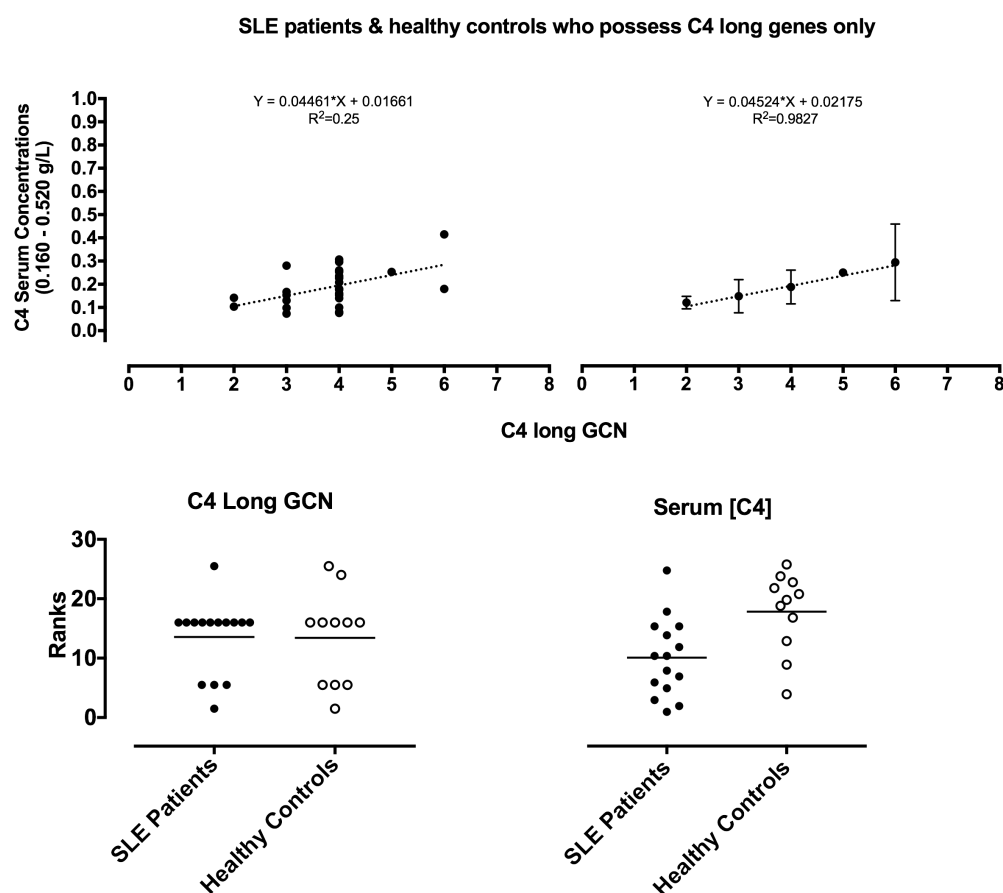 SLE patients & healthy controls who possess C4 long genes only
C4 Serum Concentrations
(0.160 - 0.520 g/L)
1.0
0.9
0.8
0.7
0.6
0.5
0.4
0.3
0.2
0.1
0.0
Y = 0.04461*X + 0.01661
R²=0.25
0 1 2 3 4 5 6 7 8
Y = 0.04524*X + 0.02175
R²=0.9827
0 1 2 3 4 5 6 7 8
C4 long GCN
C4 Long GCN
Ranks
30
20
10
0
SLE Patients
Healthy Controls
Serum [C4]
SLE Patients
Healthy Controls